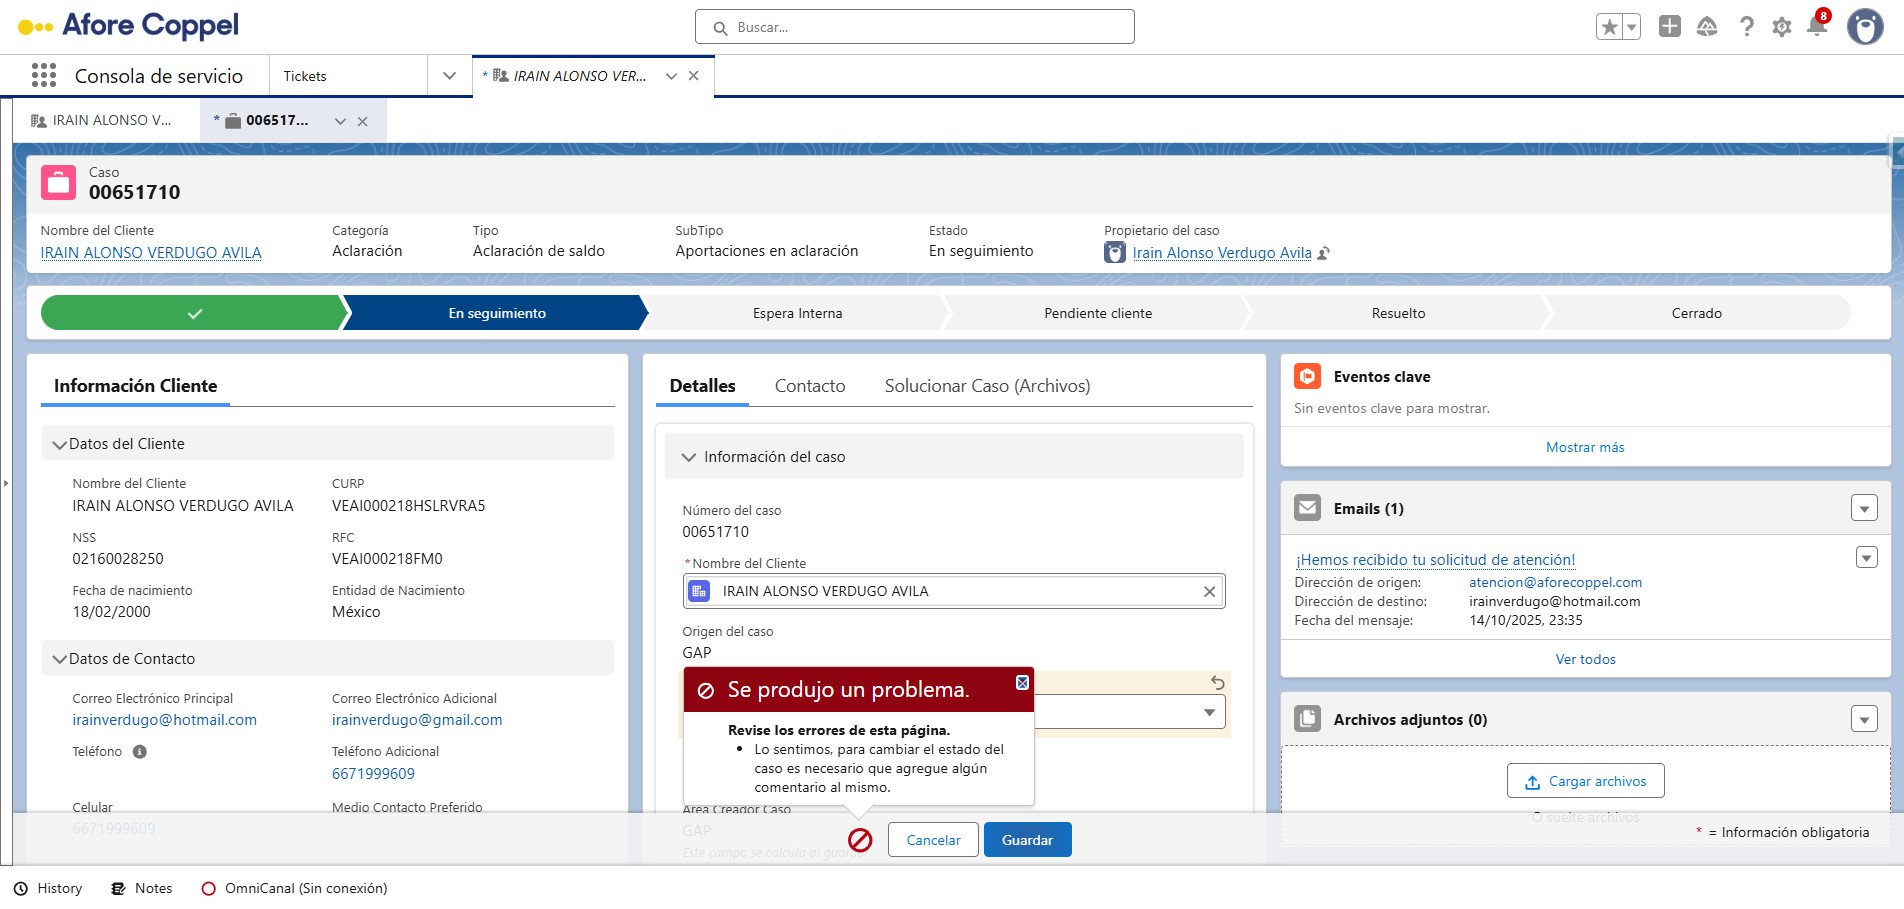 Afore Coppel
Buscar...
8
Consola de servicio
Tickets
* IRAIN ALONSO VER...
IRAIN ALONSO V...
* 006517...
Caso
00651710
Nombre del Cliente
IRAIN ALONSO VERDUGO AVILA
Categoría
Aclaración
Tipo
Aclaración de saldo
SubTipo
Aportaciones en aclaración
Estado
En seguimiento
Propietario del caso
Irain Alonso Verdugo Avila
En seguimiento
Espera Interna
Pendiente cliente
Resuelto
Cerrado
Información Cliente
Datos del Cliente
Nombre del Cliente
IRAIN ALONSO VERDUGO AVILA
CURP
VEAI000218HSLRVRA5
NSS
02160028250
RFC
VEAI000218FM0
Fecha de nacimiento
18/02/2000
Entidad de Nacimiento
México
Datos de Contacto
Correo Electrónico Principal
irainverdugo@hotmail.com
Correo Electrónico Adicional
irainverdugo@gmail.com
Teléfono
Teléfono Adicional
6671999609
Celular
6671999609
Medio Contacto Preferido
Detalles
Contacto
Solucionar Caso (Archivos)
Información del caso
Número del caso
00651710
* Nombre del Cliente
IRAIN ALONSO VERDUGO AVILA
Origen del caso
GAP
Se produjo un problema.
Revise los errores de esta página.
• Lo sentimos, para cambiar el estado del
caso es necesario que agregue algún
comentario al mismo.
Área Creador Caso
GAP
Este campo se calcula al guardar
Cancelar
Guardar
Eventos clave
Sin eventos clave para mostrar.
Mostrar más
Emails (1)
¡Hemos recibido tu solicitud de atención!
Dirección de origen: atencion@aforecoppel.com
Dirección de destino: irainverdugo@hotmail.com
Fecha del mensaje: 14/10/2025, 23:35
Ver todos
Archivos adjuntos (0)
Cargar archivos
O suelte archivos
* = Información obligatoria
History
Notes
OmniCanal (Sin conexión)